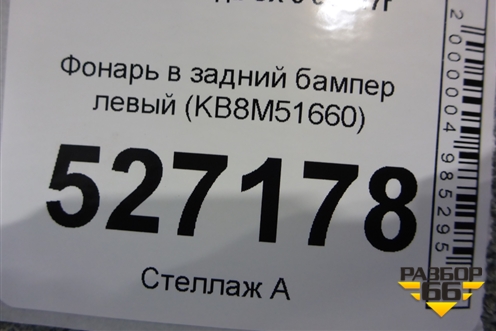 Фонарь в задний бампер
левый (KB8M51660)
527178
Стеллаж А
2000004985295
РАЗБОР
66